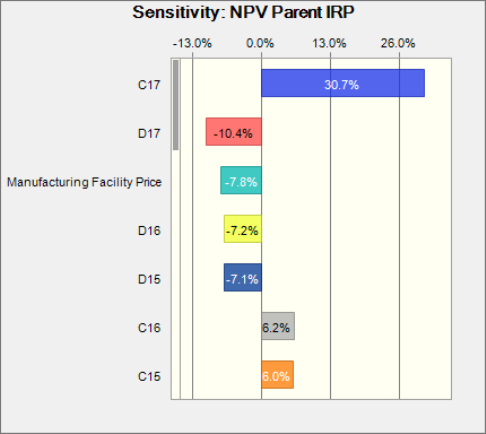 Sensitivity: NPV Parent IRP
-13.0% 0.0% 13.0% 26.0%
C17 30.7%
D17 -10.4%
Manufacturing Facility Price -7.8%
D16 -7.2%
D15 -7.1%
C16 6.2%
C15 6.0%